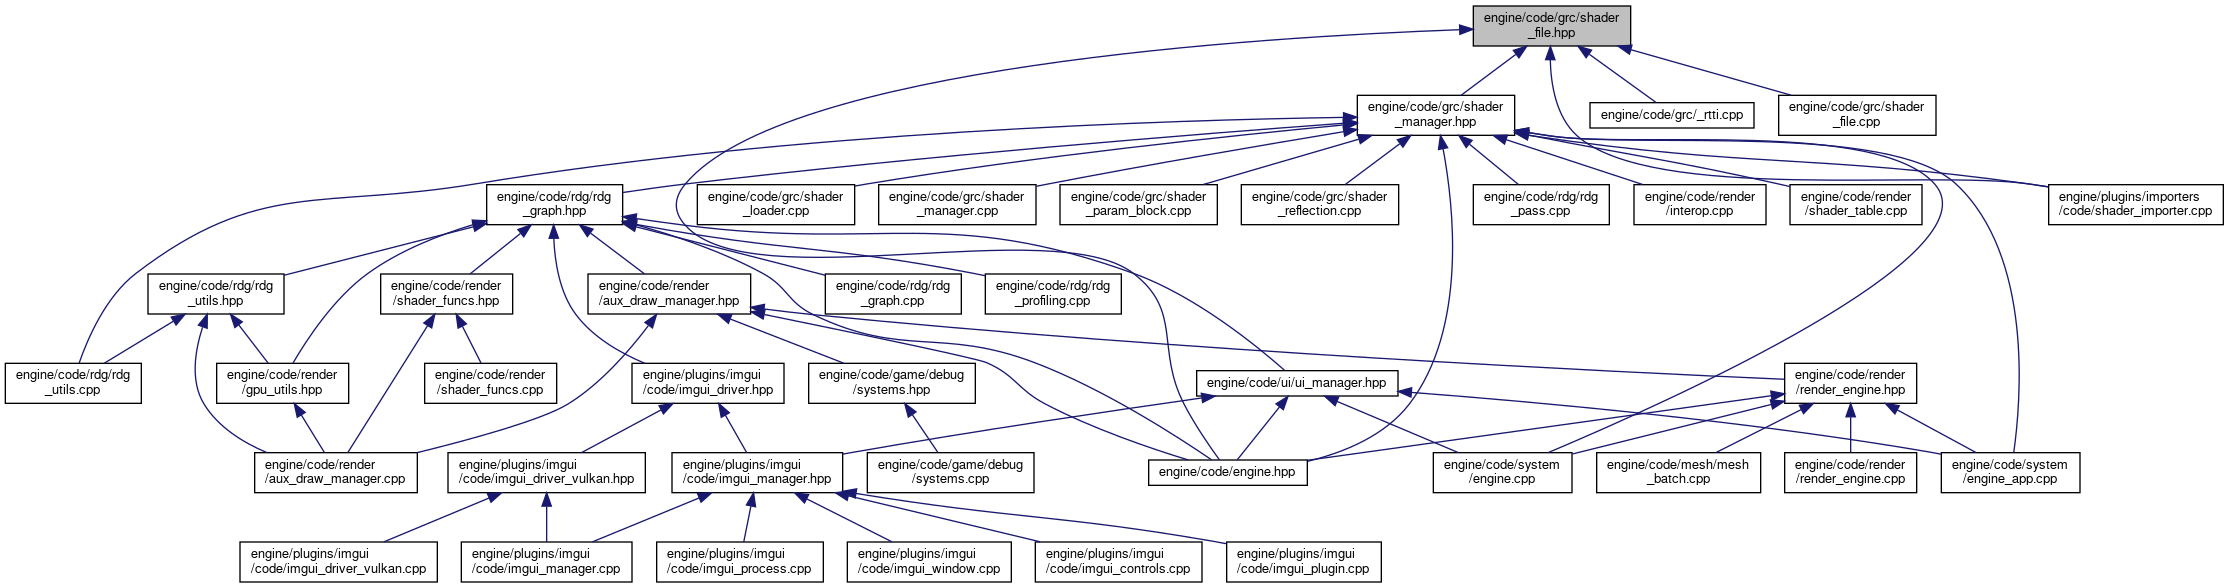 engine/code/grc/shader
_file.hpp
engine/code/grc/shader
_manager.hpp
engine/code/grc/_rtti.cpp
engine/code/grc/shader
_file.cpp
engine/code/rdg/rdg
_graph.hpp
engine/code/grc/shader
_loader.cpp
engine/code/grc/shader
_manager.cpp
engine/code/grc/shader
_param_block.cpp
engine/code/grc/shader
_reflection.cpp
engine/code/rdg/rdg
_pass.cpp
engine/code/render
/interop.cpp
engine/code/render
/shader_table.cpp
engine/plugins/importers
/code/shader_importer.cpp
engine/code/rdg/rdg
_utils.hpp
engine/code/render
/shader_funcs.hpp
engine/code/render
/aux_draw_manager.hpp
engine/code/rdg/rdg
_graph.cpp
engine/code/rdg/rdg
_profiling.cpp
engine/code/rdg/rdg
_utils.cpp
engine/code/render
/gpu_utils.hpp
engine/code/render
/shader_funcs.cpp
engine/plugins/imgui
/code/imgui_driver.hpp
engine/code/game/debug
/systems.hpp
engine/code/ui/ui_manager.hpp
engine/code/render
/render_engine.hpp
engine/code/render
/aux_draw_manager.cpp
engine/plugins/imgui
/code/imgui_driver_vulkan.hpp
engine/plugins/imgui
/code/imgui_manager.hpp
engine/code/game/debug
/systems.cpp
engine/code/engine.hpp
engine/code/system
/engine.cpp
engine/code/mesh/mesh
_batch.cpp
engine/code/render
/render_engine.cpp
engine/code/system
/engine_app.cpp
engine/plugins/imgui
/code/imgui_driver_vulkan.cpp
engine/plugins/imgui
/code/imgui_manager.cpp
engine/plugins/imgui
/code/imgui_process.cpp
engine/plugins/imgui
/code/imgui_window.cpp
engine/plugins/imgui
/code/imgui_controls.cpp
engine/plugins/imgui
/code/imgui_plugin.cpp